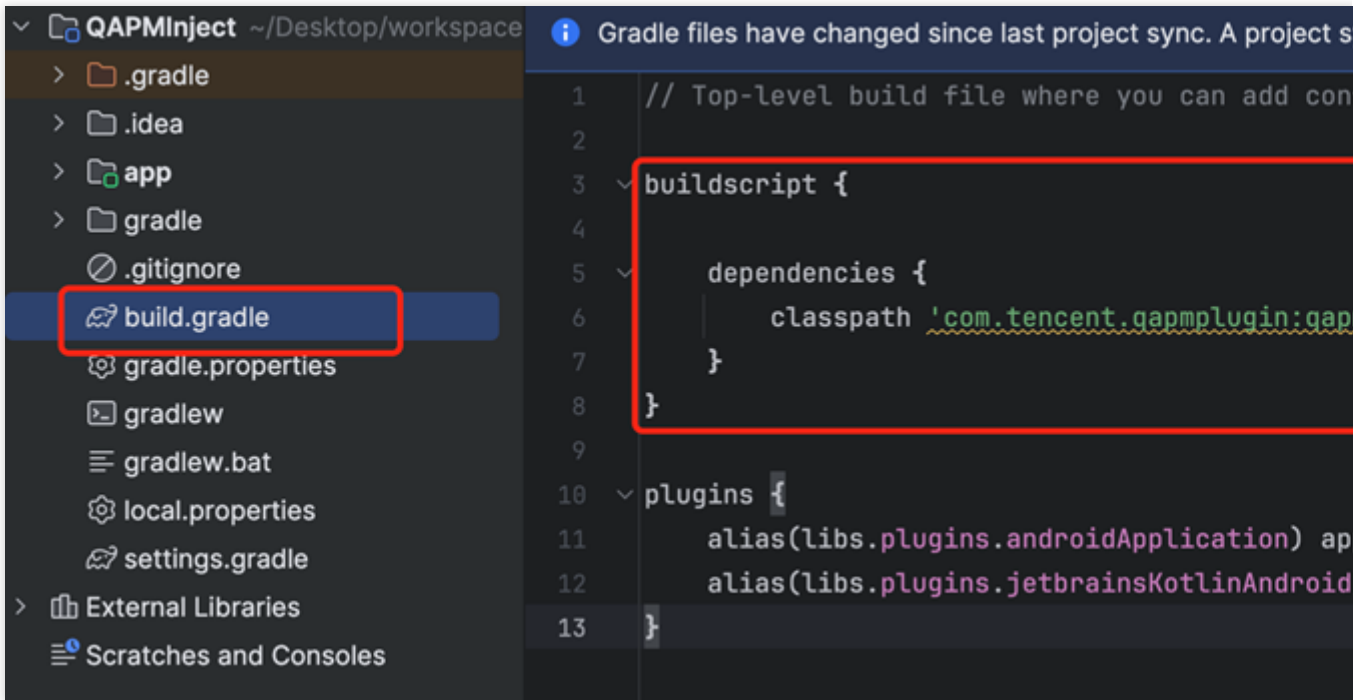 QAPMInject ~/Desktop/workspace
.gradle
.idea
app
gradle
.gitignore
build.gradle
gradle.properties
gradlew
gradlew.bat
local.properties
settings.gradle
External Libraries
Scratches and Consoles
Gradle files have changed since last project sync. A project s
1 // Top-level build file where you can add con
2
3 buildscript {
4
5 dependencies {
6 classpath 'com.tencent.qapmplugin:qap
7 }
8 }
9
10 plugins {
11 alias(libs.plugins.androidApplication) ap
12 alias(libs.plugins.jetbrainsKotlinAndroid
13 }